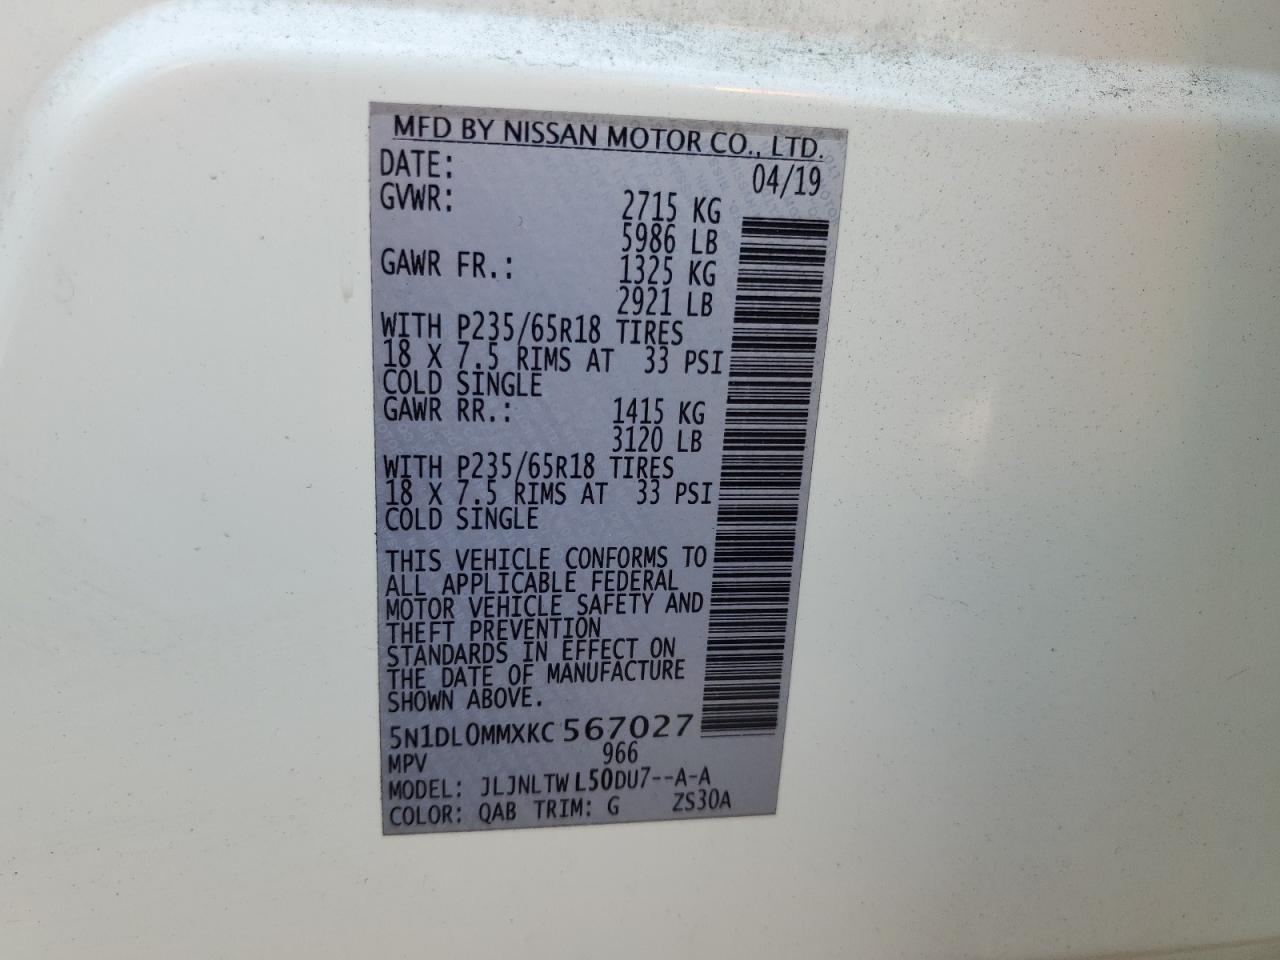 MFD BY NISSAN MOTOR CO., LTD.
DATE: 04/19
GVWR: 2715 KG
5986 LB
GAWR FR.: 1325 KG
2921 LB
WITH P235/65R18 TIRES
18 X 7.5 RIMS AT 33 PSI
COLD SINGLE
GAWR RR.: 1415 KG
3120 LB
WITH P235/65R18 TIRES
18 X 7.5 RIMS AT 33 PSI
COLD SINGLE
THIS VEHICLE CONFORMS TO
ALL APPLICABLE FEDERAL
MOTOR VEHICLE SAFETY AND
THEFT PREVENTION
STANDARDS IN EFFECT ON
THE DATE OF MANUFACTURE
SHOWN ABOVE.
5N1DL0MMXKC 567027
MPV 966
MODEL: JLJNLTW L50DU7--A-A
COLOR: QAB TRIM: G ZS30A